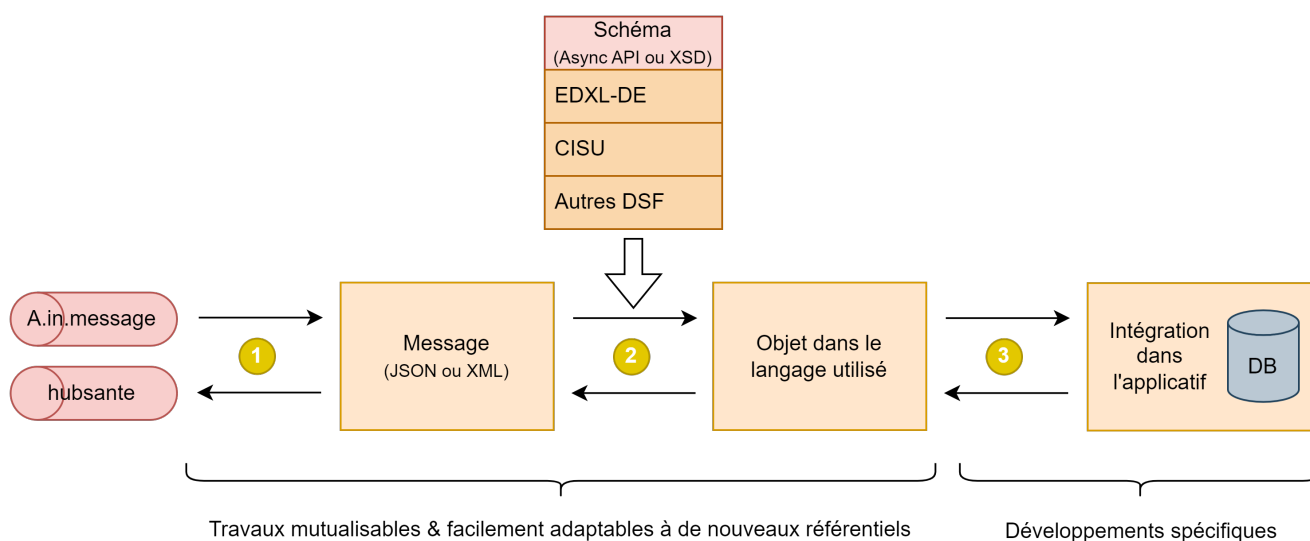 Schéma
(Async API ou XSD)
EDXL-DE
CISU
Autres DSF
A.in.message
hubsante
1
Message
(JSON ou XML)
2
Objet dans le
langage utilisé
3
Intégration
dans
l'applicatif
DB
Travaux mutualisables & facilement adaptables à de nouveaux référentiels
Développements spécifiques